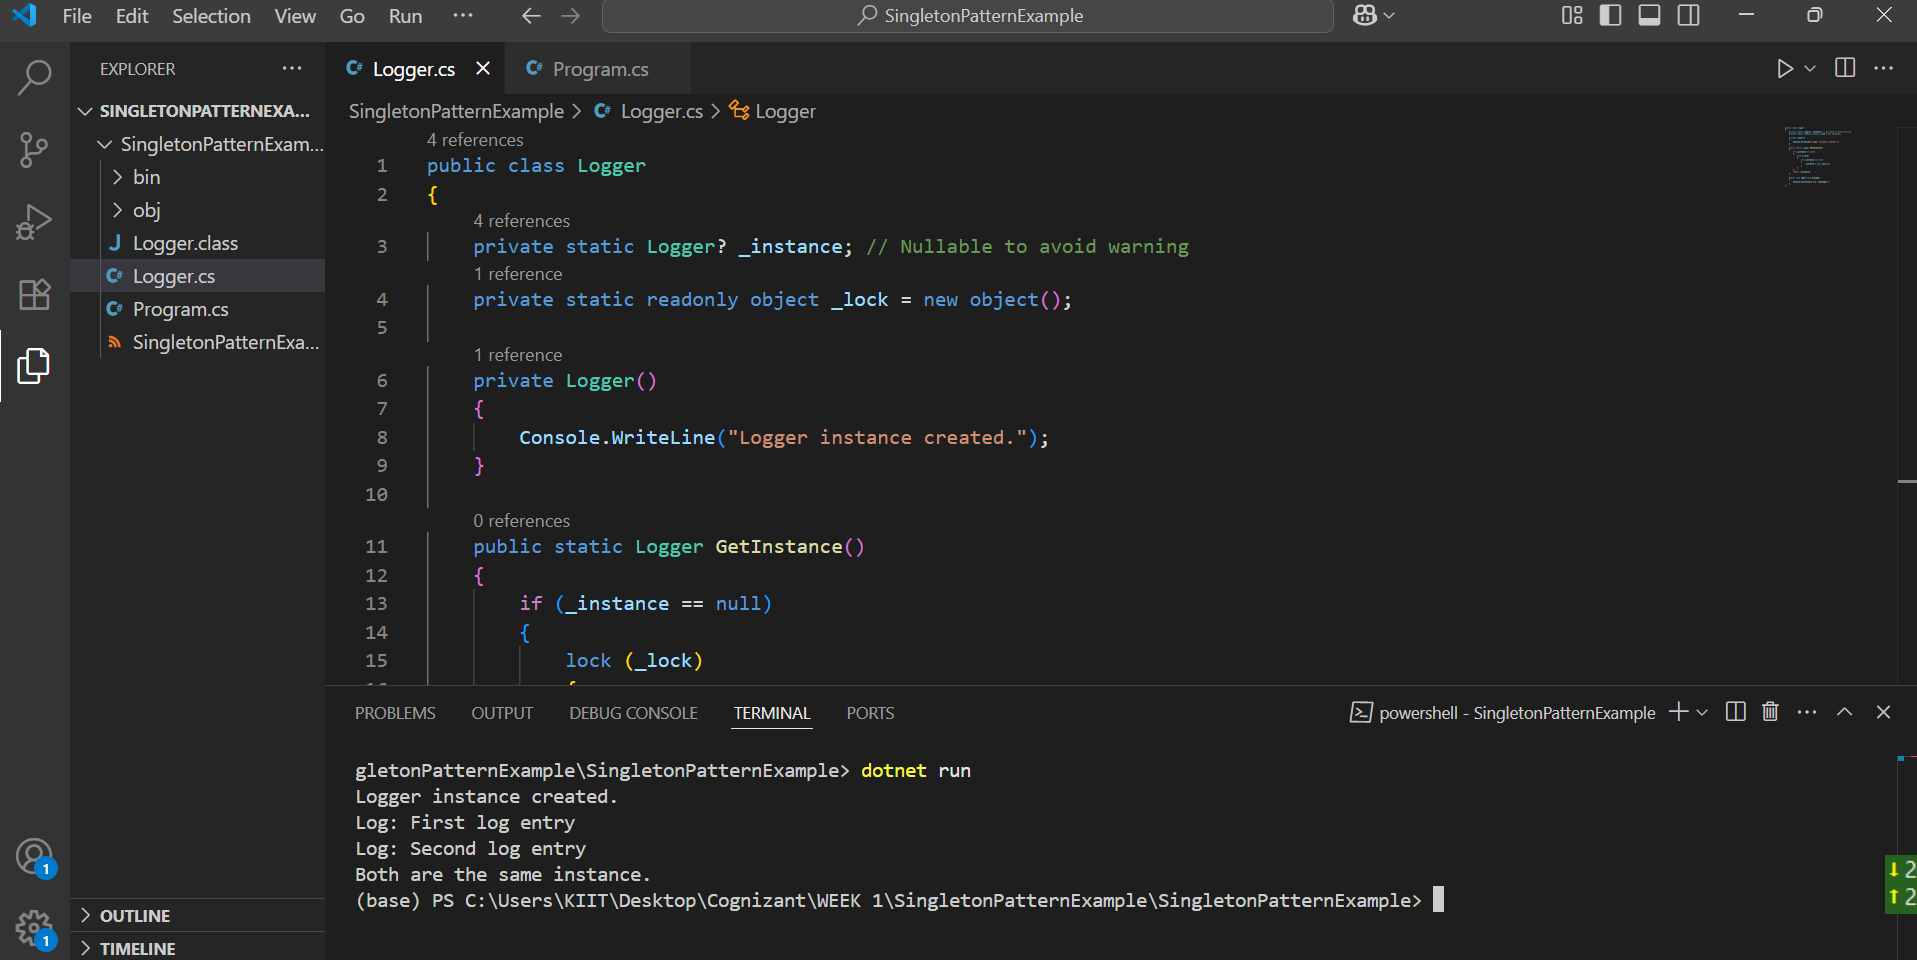 File Edit Selection View Go Run ··· SingletonPatternExample
EXPLORER
SINGLETONPATTERNEXA...
SingletonPatternExam...
bin
obj
Logger.class
Logger.cs
Program.cs
SingletonPatternExa...
OUTLINE
TIMELINE
1
1
Logger.cs Program.cs
SingletonPatternExample > Logger.cs > Logger
4 references
1 public class Logger
2 {
4 references
3 private static Logger? _instance; // Nullable to avoid warning
1 reference
4 private static readonly object _lock = new object();
5
1 reference
6 private Logger()
7 {
8 Console.WriteLine("Logger instance created.");
9 }
10
0 references
11 public static Logger GetInstance()
12 {
13 if (_instance == null)
14 {
15 lock (_lock)
PROBLEMS OUTPUT DEBUG CONSOLE TERMINAL PORTS powershell - SingletonPatternExample
gletonPatternExample\SingletonPatternExample> dotnet run
Logger instance created.
Log: First log entry
Log: Second log entry
Both are the same instance.
(base) PS C:\Users\KIIT\Desktop\Cognizant\WEEK 1\SingletonPatternExample\SingletonPatternExample>
↓2
↑2